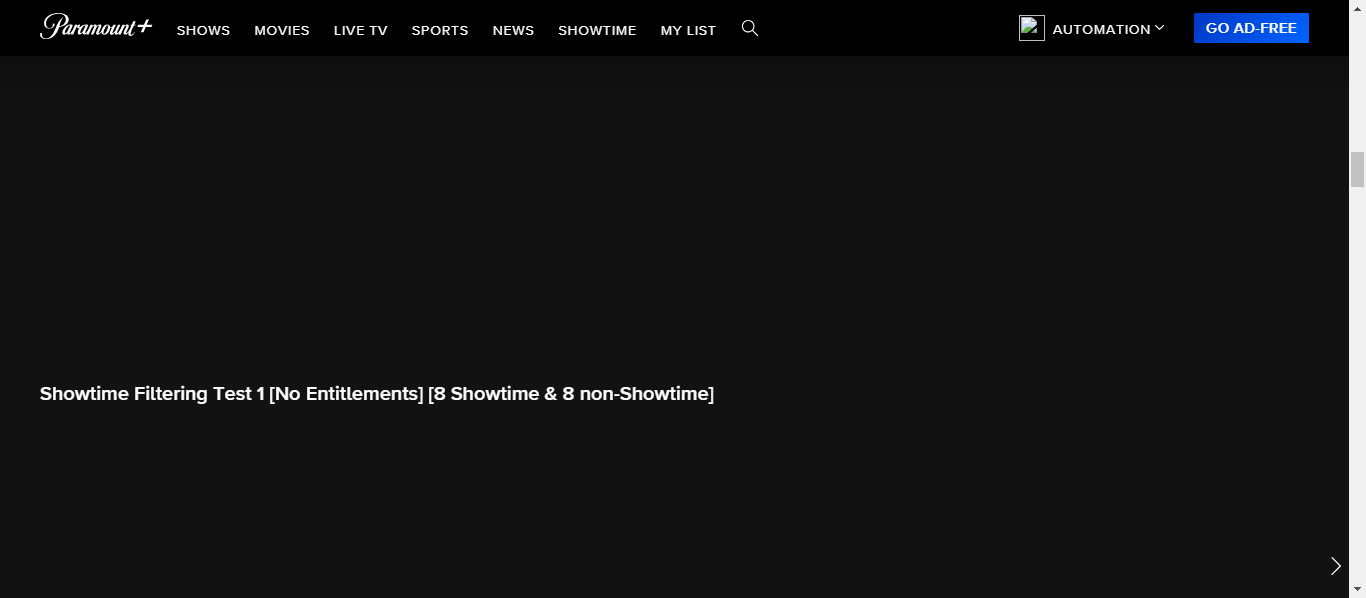 Paramount+ SHOWS MOVIES LIVE TV SPORTS NEWS SHOWTIME MY LIST AUTOMATION GO AD-FREE
Showtime Filtering Test 1 [No Entitlements] [8 Showtime & 8 non-Showtime]